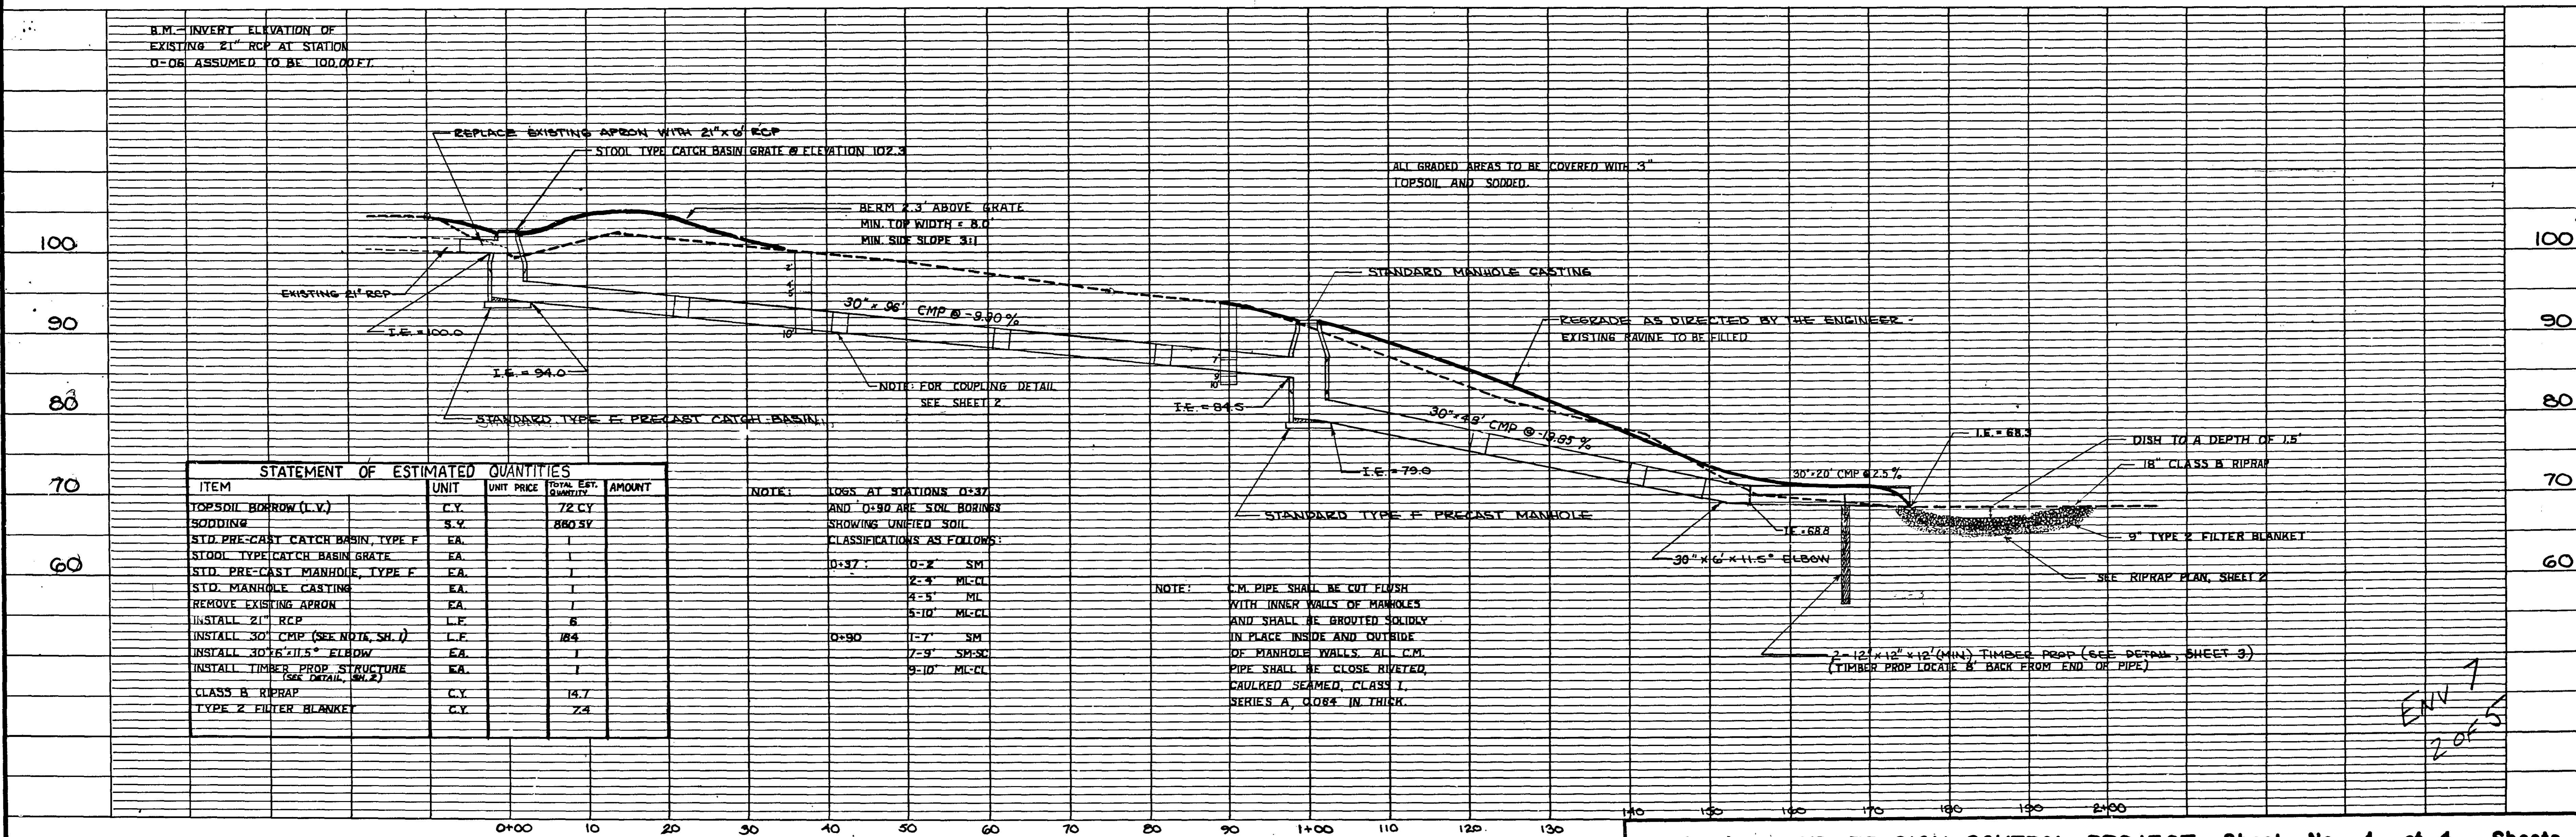 B.M.- INVERT ELEVATION OF
EXISTING 21" RCP AT STATION
0-06 ASSUMED TO BE 100.00 FT.
REPLACE EXISTING APRON WITH 21" x 6' RCP
STOOL TYPE CATCH BASIN GRATE @ ELEVATION 102.3
ALL GRADED AREAS TO BE COVERED WITH 3"
TOPSOIL AND SODDED.
BERM 2.3' ABOVE GRATE
MIN. TOP WIDTH = 8.0'
MIN. SIDE SLOPE 3:1
100
100
STANDARD MANHOLE CASTING
EXISTING 21" RCP
2'
4'
5'
10'
30" x 96' CMP @ -9.90 %
I.E. = 100.0
90
90
REGRADE AS DIRECTED BY THE ENGINEER -
EXISTING RAVINE TO BE FILLED
I.E. = 94.0
7'
9'
10'
NOTE: FOR COUPLING DETAIL
SEE SHEET 2
80
80
I.E. = 84.5
STANDARD TYPE F PRECAST CATCH-BASIN
30" x 48' CMP @ -19.85 %
I.E. = 68.3
DISH TO A DEPTH OF 1.5'
18" CLASS B RIPRAP
I.E. = 79.0
30" x 20' CMP @ 2.5 %
70
70
STANDARD TYPE F PRECAST MANHOLE
I.E. = 68.8
9" TYPE 2 FILTER BLANKET
30" x 6' x 11.5° ELBOW
60
60
SEE RIPRAP PLAN, SHEET 2
2-12" x 12" x 12' (MIN.) TIMBER PROP (SEE DETAIL, SHEET 3)
(TIMBER PROP LOCATE 8' BACK FROM END OF PIPE)
STATEMENT OF ESTIMATED QUANTITIES
ITEM UNIT UNIT PRICE TOTAL EST. QUANTITY AMOUNT
TOPSOIL BORROW (L.V.) C.Y. 72 CY
SODDING S.Y. 880 SY
STD. PRE-CAST CATCH BASIN, TYPE F EA. 1
STOOL TYPE CATCH BASIN GRATE EA. 1
STD. PRE-CAST MANHOLE, TYPE F EA. 1
STD. MANHOLE CASTING EA. 1
REMOVE EXISTING APRON EA. 1
INSTALL 21" RCP L.F. 6
INSTALL 30" CMP (SEE NOTE, SH. 1) L.F. 184
INSTALL 30"x6'x11.5° ELBOW EA. 1
INSTALL TIMBER PROP STRUCTURE EA. 1
(SEE DETAIL, SH. 2)
CLASS B RIPRAP C.Y. 14.7
TYPE 2 FILTER BLANKET C.Y. 7.4
NOTE: LOGS AT STATIONS 0+37
AND 0+90 ARE SOIL BORINGS
SHOWING UNIFIED SOIL
CLASSIFICATIONS AS FOLLOWS:
0+37: 0-2' SM
2-4' ML-CL
4-5' ML
5-10' ML-CL
0+90 1-7' SM
7-9' SM-SC
9-10' ML-CL
NOTE: C.M. PIPE SHALL BE CUT FLUSH
WITH INNER WALLS OF MANHOLES
AND SHALL BE GROUTED SOLIDLY
IN PLACE INSIDE AND OUTSIDE
OF MANHOLE WALLS. ALL C.M.
PIPE SHALL BE CLOSE RIVETED,
CAULKED SEAMED, CLASS I,
SERIES A, 0.064 IN. THICK.
ENV 7
2 OF 5
140 150 160 170 180 190 2+00
0+00 10 20 30 40 50 60 70 80 90 1+00 110 120 130
CONTROL PROJECT Sheet No. 1 of 4 Sheets